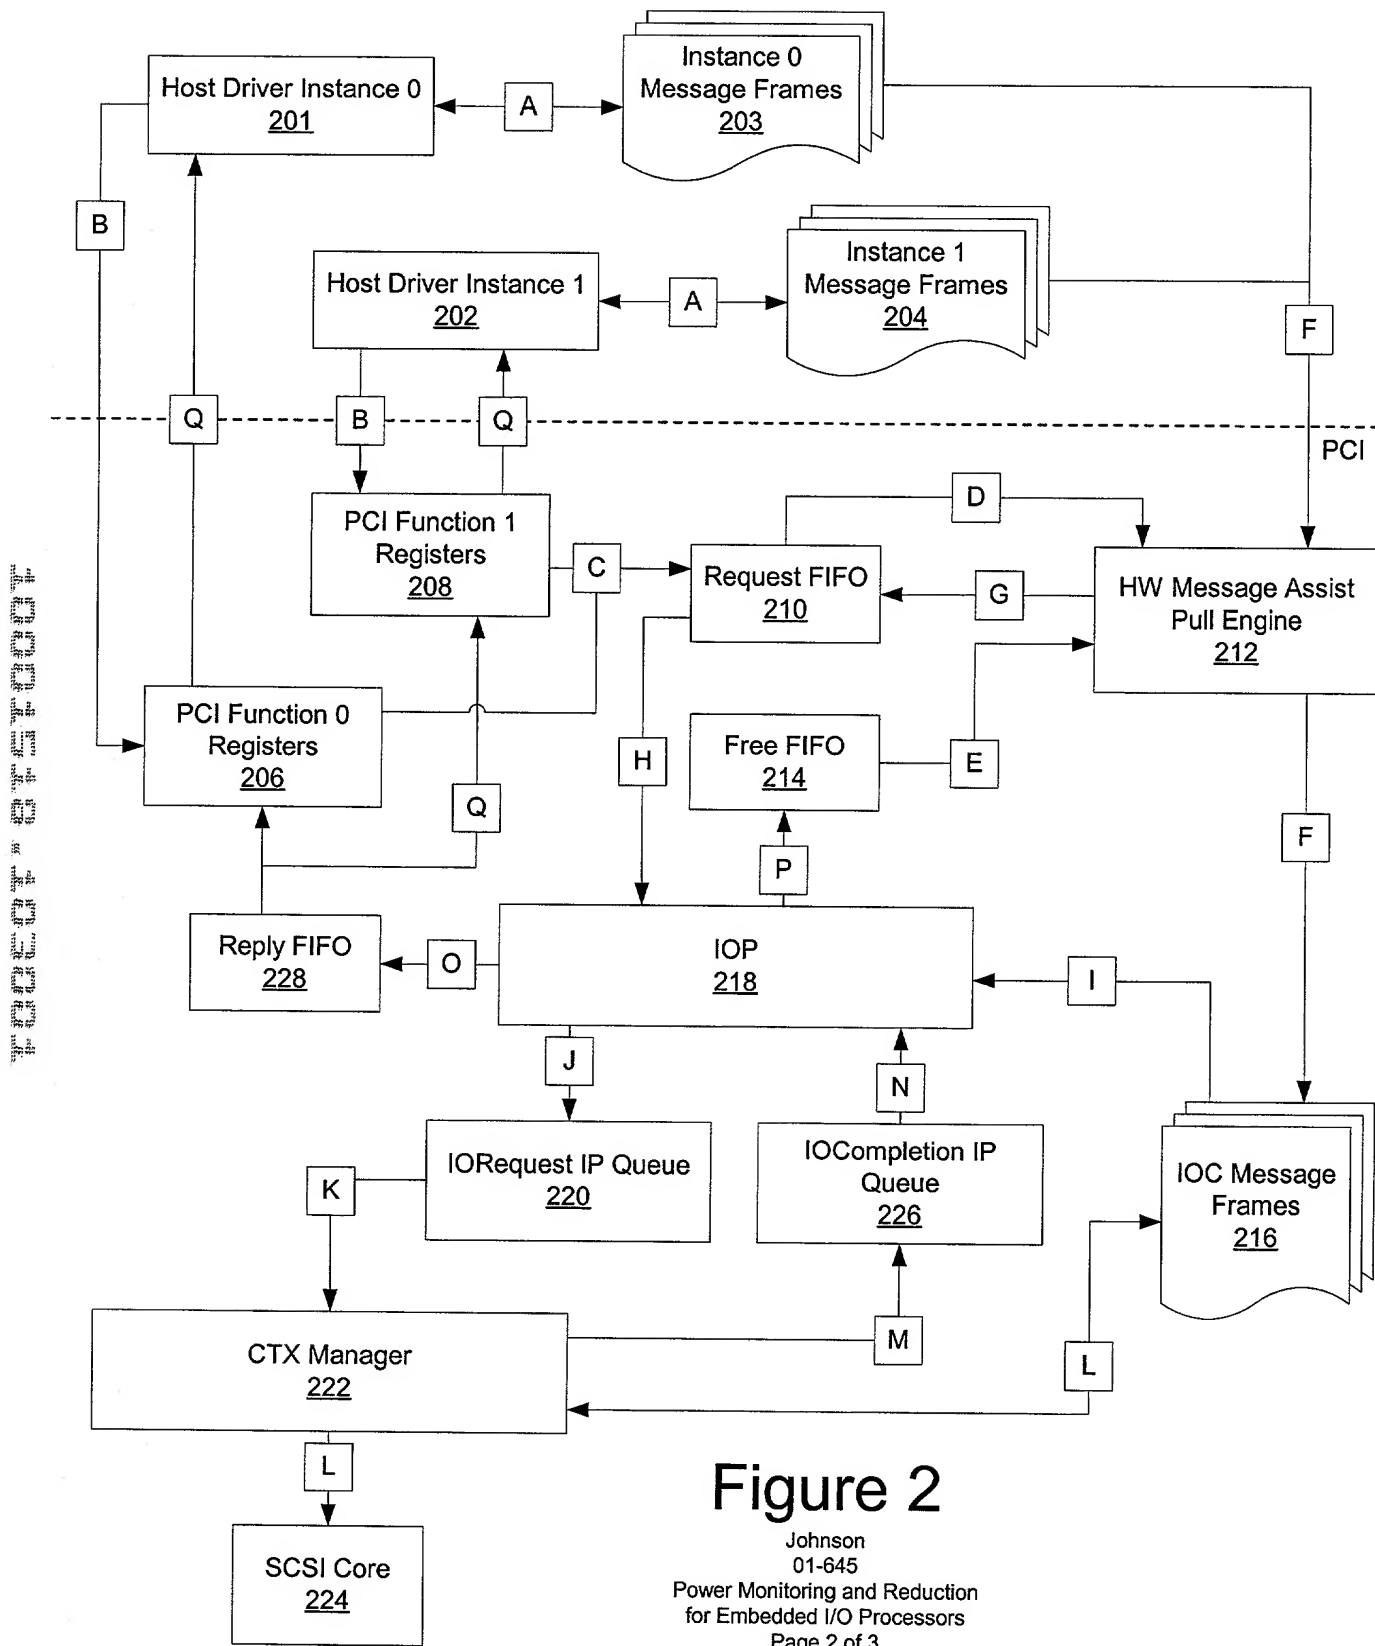 Instance 0
Message Frames
203
Host Driver Instance 0
201
A
B
Instance 1
Message Frames
204
Host Driver Instance 1
202
A
F
Q
B
Q
PCI
D
PCI Function 1
Registers
208
C
Request FIFO
210
G
HW Message Assist
Pull Engine
212
PCI Function 0
Registers
206
H
Free FIFO
214
E
Q
F
P
Reply FIFO
228
O
IOP
218
I
J
N
IORequest IP Queue
220
IOCompletion IP
Queue
226
IOC Message
Frames
216
K
CTX Manager
222
M
L
L
SCSI Core
224
Figure 2
Johnson
01-645
Power Monitoring and Reduction
for Embedded I/O Processors
Page 2 of 3